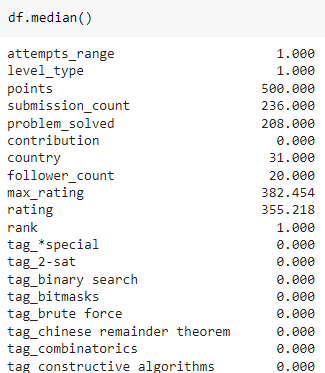 df.median()
attempts_range 1.000
level_type 1.000
points 500.000
submission_count 236.000
problem_solved 208.000
contribution 0.000
country 31.000
follower_count 20.000
max_rating 382.454
rating 355.218
rank 1.000
tag_*special 0.000
tag_2-sat 0.000
tag_binary search 0.000
tag_bitmasks 0.000
tag_brute force 0.000
tag_chinese remainder theorem 0.000
tag_combinatorics 0.000
tag_constructive algorithms 0.000